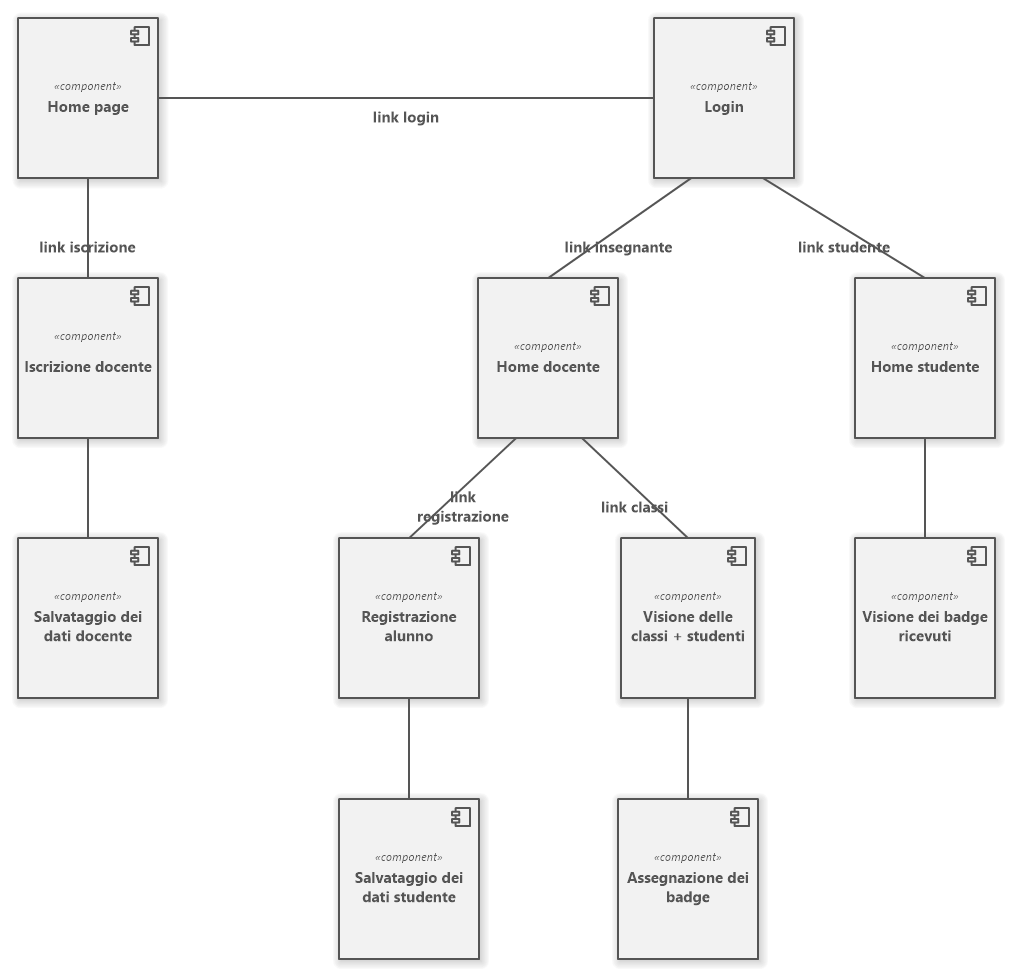 «component»
Home page
«component»
Login
link login
link iscrizione
link insegnante
link studente
«component»
Iscrizione docente
«component»
Home docente
«component»
Home studente
link
registrazione
link classi
«component»
Salvataggio dei
dati docente
«component»
Registrazione
alunno
«component»
Visione delle
classi + studenti
«component»
Visione dei badge
ricevuti
«component»
Salvataggio dei
dati studente
«component»
Assegnazione dei
badge